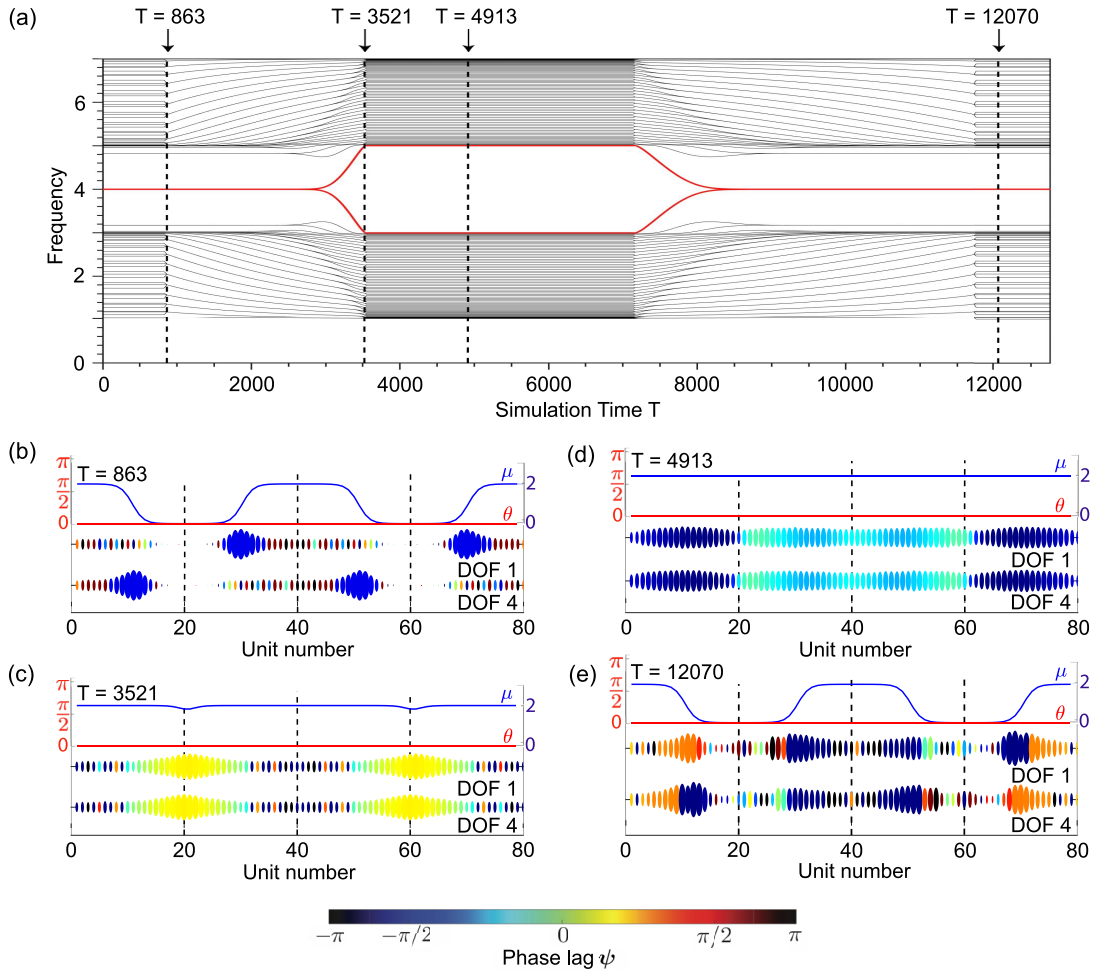 (a)
T = 863 T = 3521 T = 4913 T = 12070
Frequency
6
4
2
0
0 2000 4000 6000 8000 10000 12000
Simulation Time T
(b)
T = 863
π
π/2
0
μ
2
θ
0
DOF 1
DOF 4
0 20 40 60 80
Unit number
(d)
T = 4913
π
π/2
0
μ
2
θ
0
DOF 1
DOF 4
0 20 40 60 80
Unit number
(c)
T = 3521
π
π/2
0
μ
2
θ
0
DOF 1
DOF 4
0 20 40 60 80
Unit number
(e)
T = 12070
π
π/2
0
μ
2
θ
0
DOF 1
DOF 4
0 20 40 60 80
Unit number
−π −π/2 0 π/2 π
Phase lag ψ